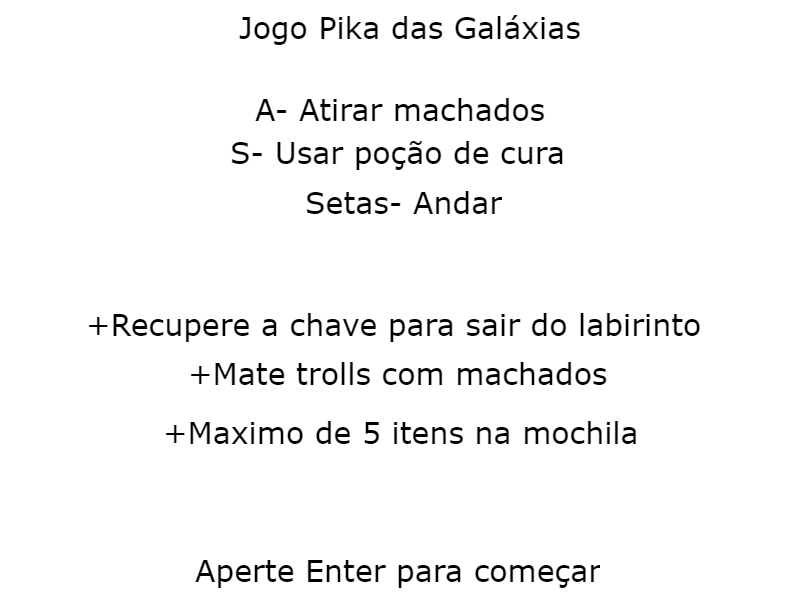 Jogo Pika das Galáxias
A- Atirar machados
S- Usar poção de cura
Setas- Andar
+Recupere a chave para sair do labirinto
+Mate trolls com machados
+Maximo de 5 itens na mochila
Aperte Enter para começar